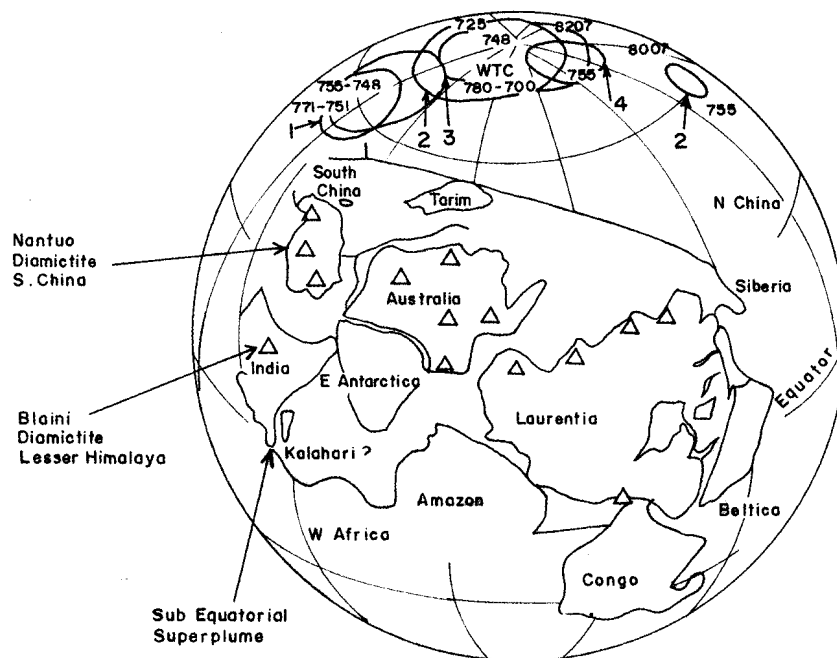 725
8207
748
8007
WTC
755
755-748
780-700
771-751
755
1
2
3
4
2
South
China
Tarim
N China
Nantuo
Diamictite
S. China
Siberia
Australia
India
E Antarctica
Equator
Laurentia
Blaini
Diamictite
Lesser Himalaya
Kalahari ?
Amazon
Beltica
W Africa
Congo
Sub Equatorial
Superplume